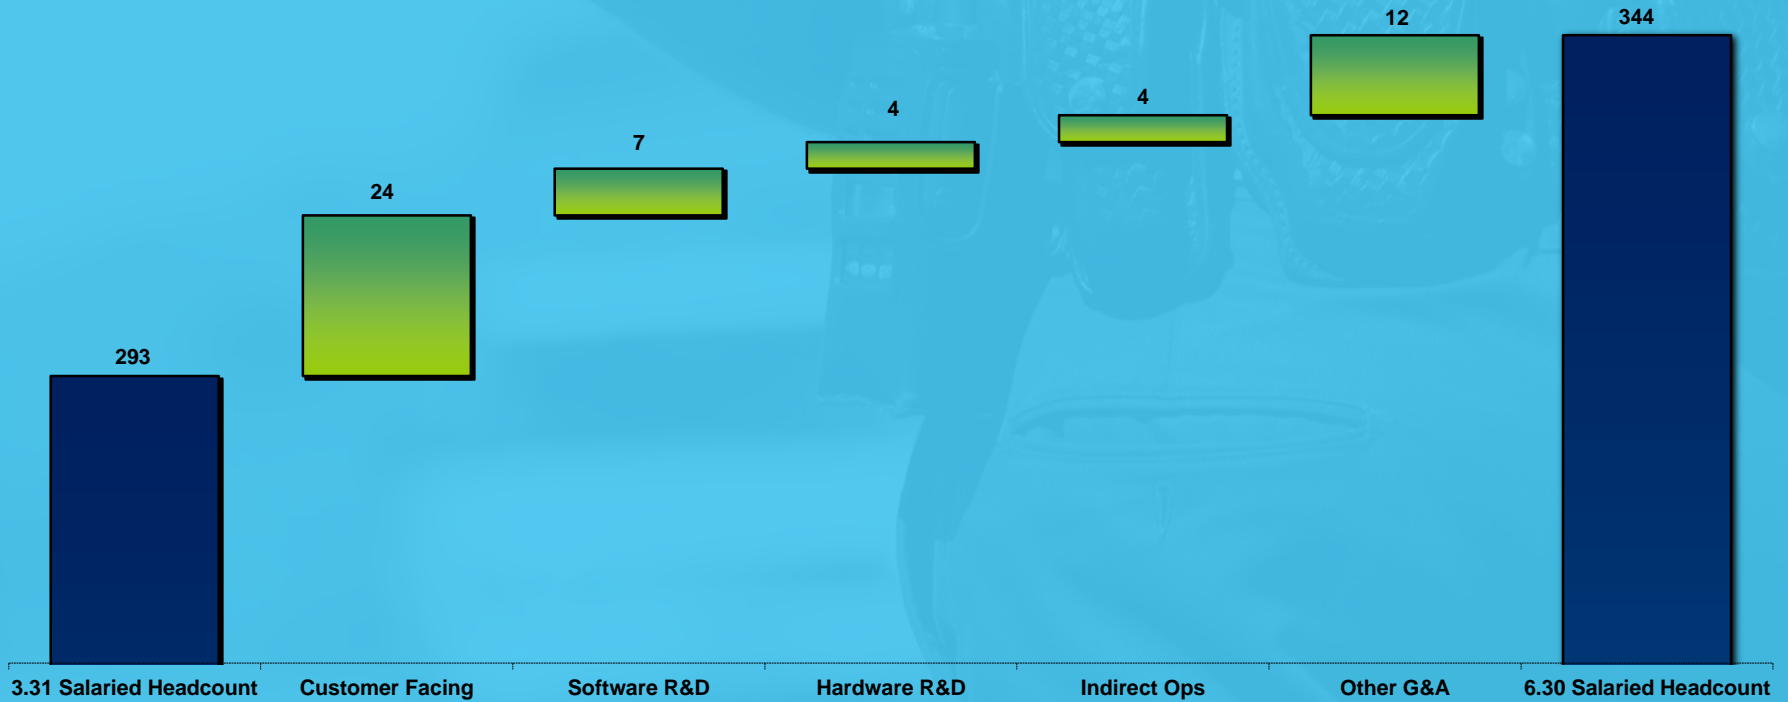 12
344
4
4
7
24
293
3.31 Salaried Headcount
Customer Facing
Software R&D
Hardware R&D
Indirect Ops
Other G&A
6.30 Salaried Headcount